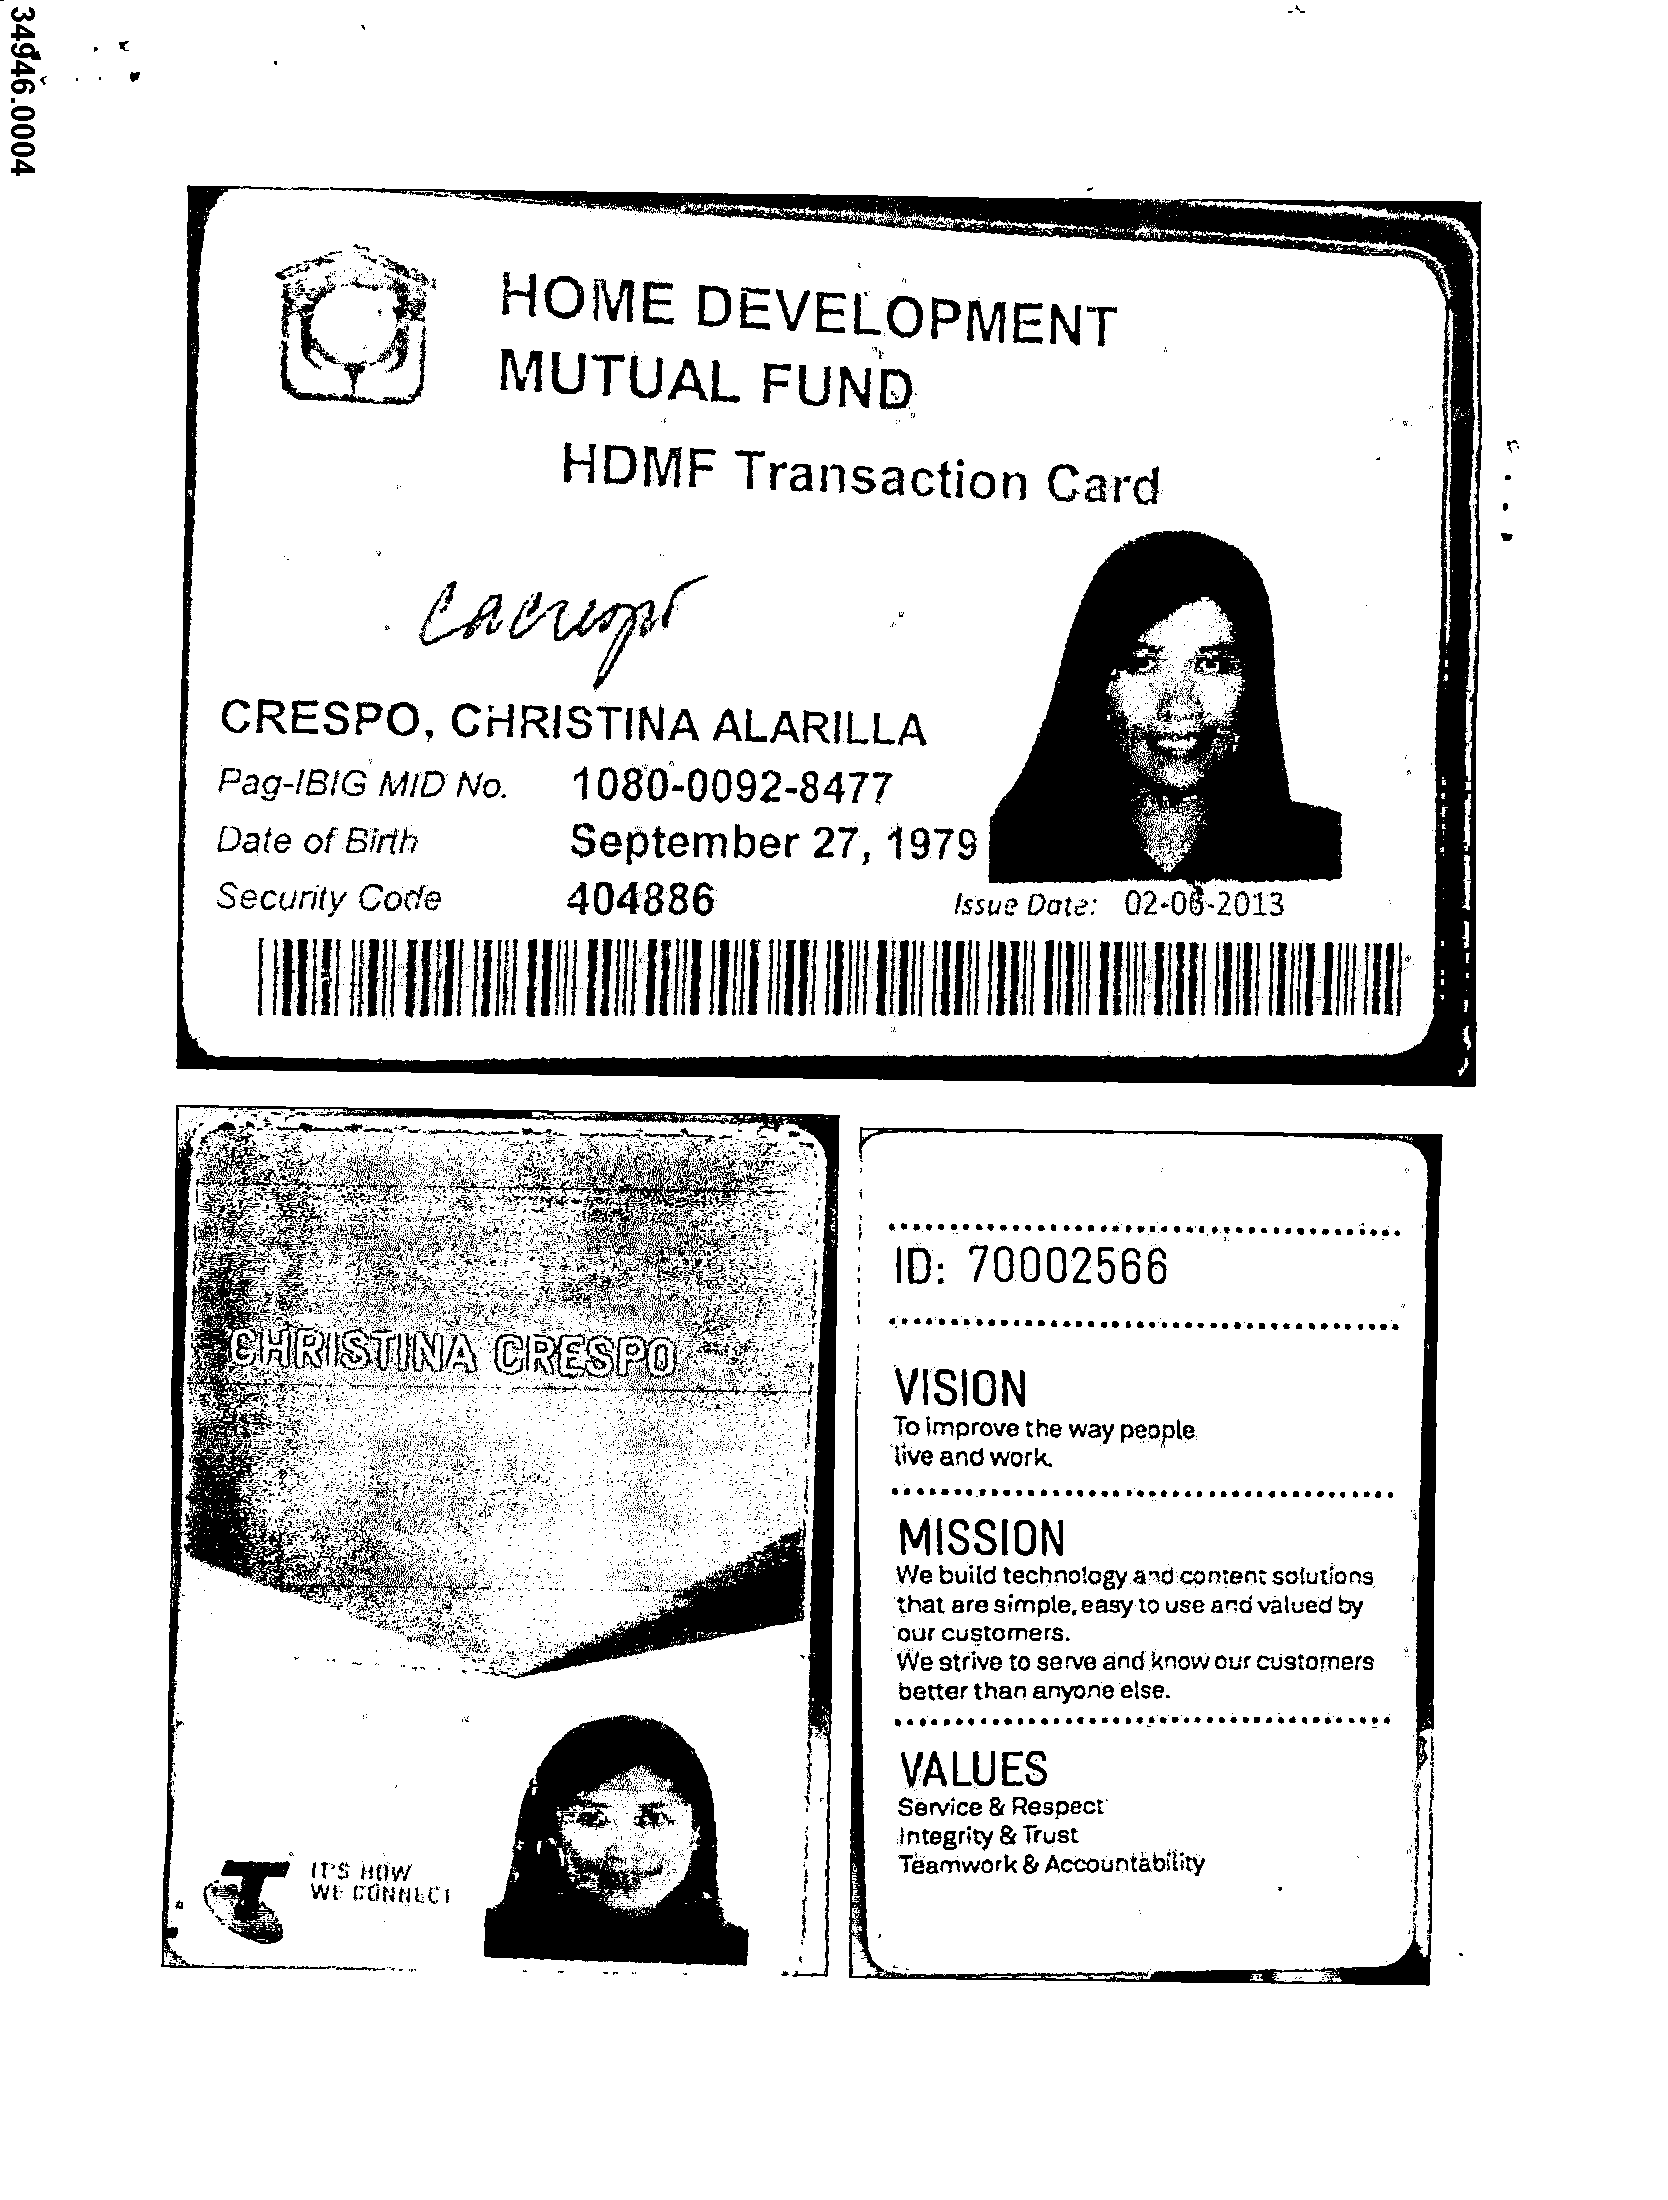 34946.0004
HOME DEVELOPMENT
MUTUAL FUND
HDMF Transaction Card
CRESPO, CHRISTINA ALARILLA
Pag-IBIG MID No. 1080-0092-8477
Date of Birth September 27, 1979
Security Code 404886
Issue Date: 02-06-2013
CHRISTINA CRESPO
IT'S HOW
WE CONNECT
ID: 70002566
VISION
To improve the way people
live and work.
MISSION
We build technology and content solutions
that are simple, easy to use and valued by
our customers.
We strive to serve and know our customers
better than anyone else.
VALUES
Service & Respect
Integrity & Trust
Teamwork & Accountability